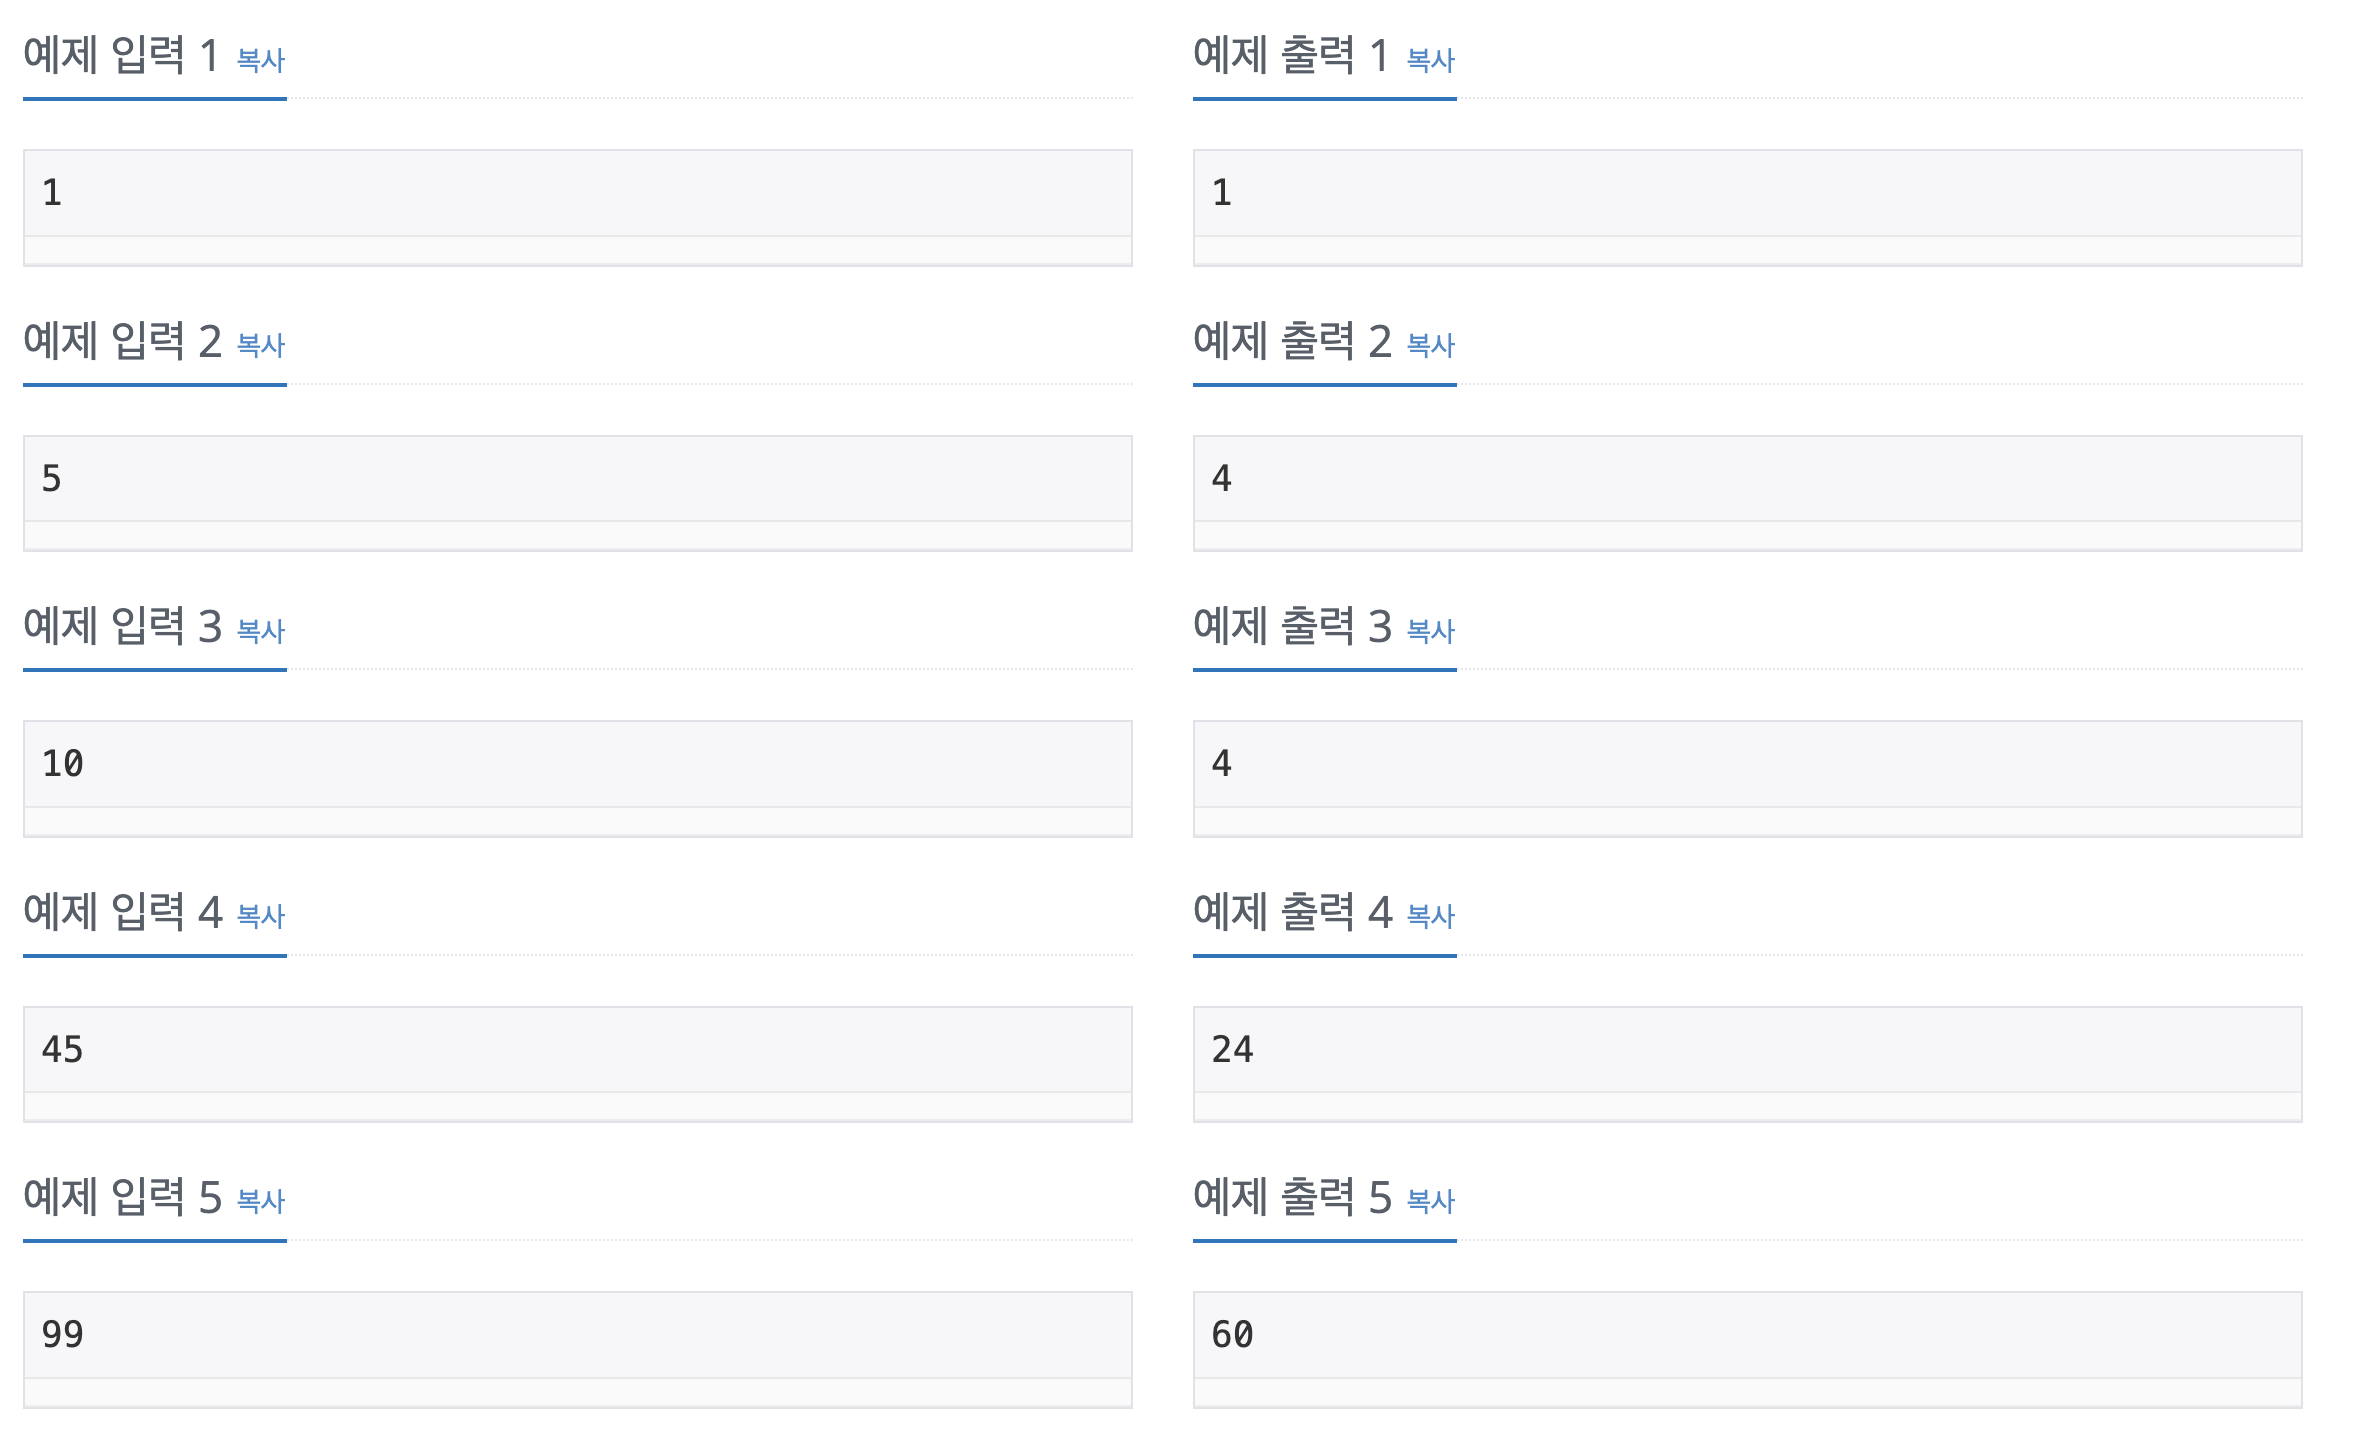 예제 입력 1 복사
예제 출력 1 복사
1
1
예제 입력 2 복사
예제 출력 2 복사
5
4
예제 입력 3 복사
예제 출력 3 복사
10
4
예제 입력 4 복사
예제 출력 4 복사
45
24
예제 입력 5 복사
예제 출력 5 복사
99
60